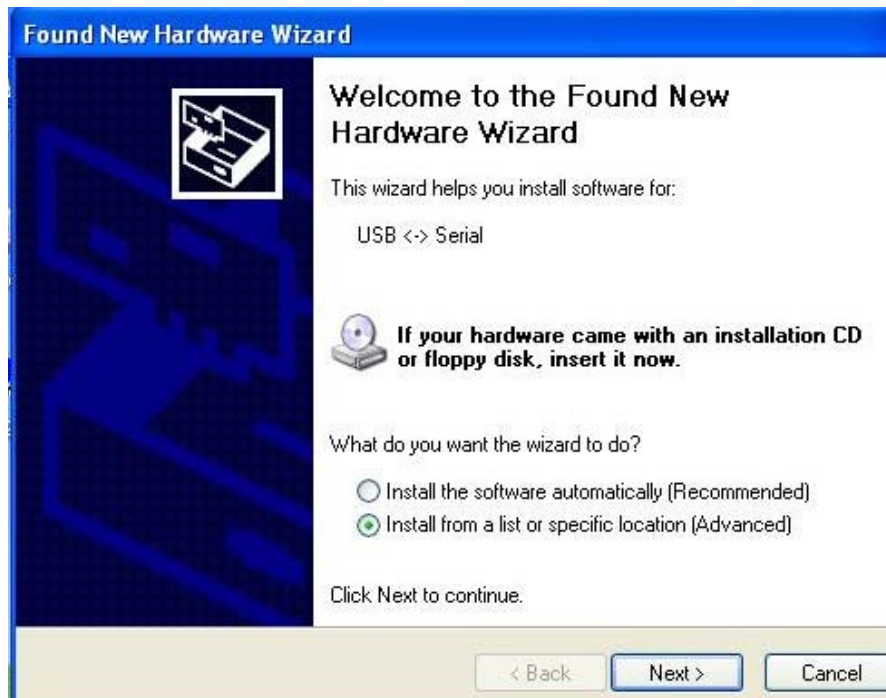 Found New Hardware Wizard
Welcome to the Found New
Hardware Wizard
This wizard helps you install software for:
USB <-> Serial
If your hardware came with an installation CD
or floppy disk, insert it now.
What do you want the wizard to do?
Install the software automatically (Recommended)
Install from a list or specific location (Advanced)
Click Next to continue.
< Back Next > Cancel